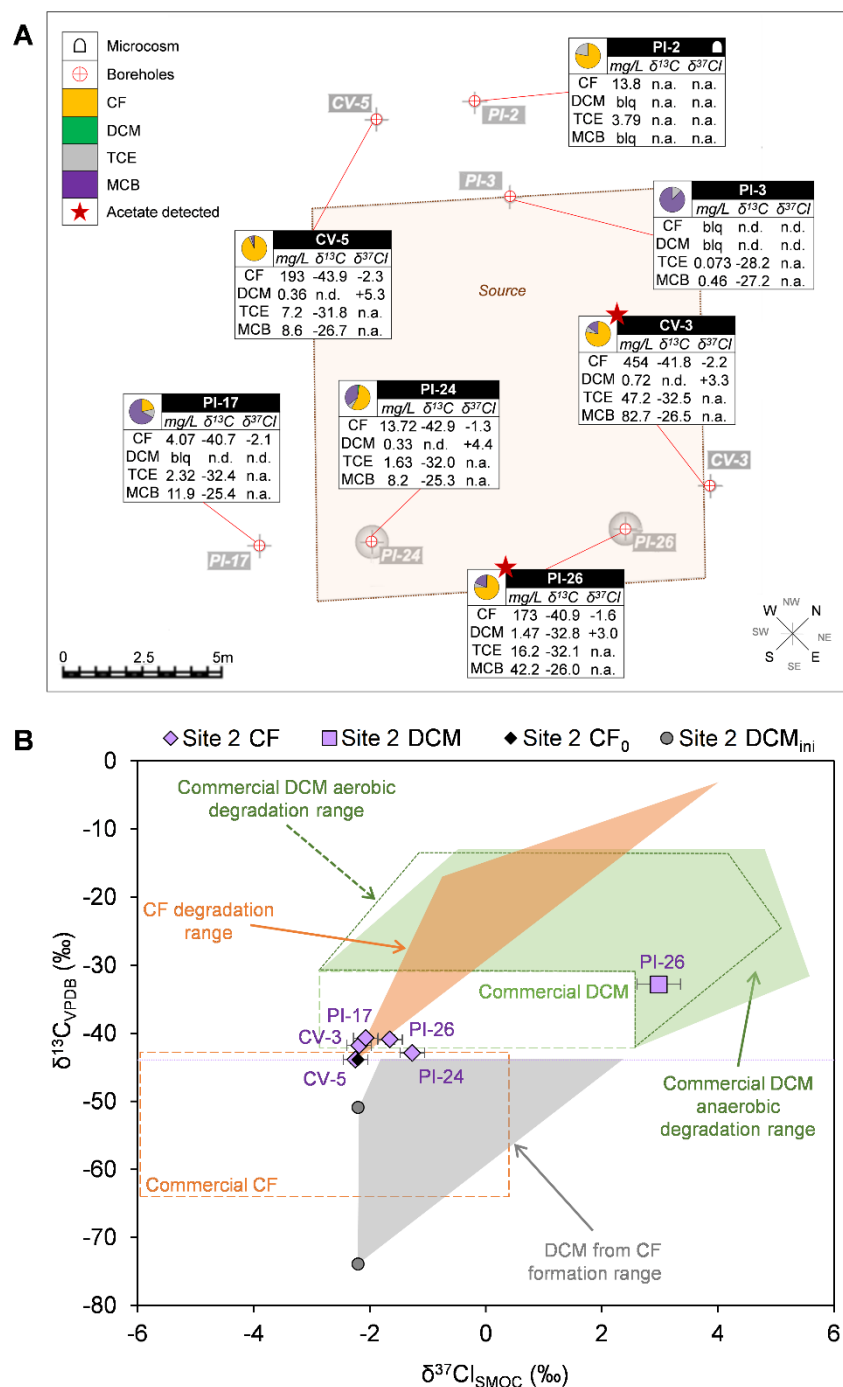 A
Microcosm
Boreholes
CF
DCM
TCE
MCB
Acetate detected
CV-5
PI-2
PI-3
Source
PI-2
mg/L δ¹³C δ³⁷Cl
CF 13.8 n.a. n.a.
DCM blq n.a. n.a.
TCE 3.79 n.a. n.a.
MCB blq n.a. n.a.
PI-3
mg/L δ¹³C δ³⁷Cl
CF blq n.d. n.d.
DCM blq n.d. n.d.
TCE 0.073 -28.2 n.a.
MCB 0.46 -27.2 n.a.
CV-5
mg/L δ¹³C δ³⁷Cl
CF 193 -43.9 -2.3
DCM 0.36 n.d. +5.3
TCE 7.2 -31.8 n.a.
MCB 8.6 -26.7 n.a.
CV-3
mg/L δ¹³C δ³⁷Cl
CF 454 -41.8 -2.2
DCM 0.72 n.d. +3.3
TCE 47.2 -32.5 n.a.
MCB 82.7 -26.5 n.a.
PI-17
mg/L δ¹³C δ³⁷Cl
CF 4.07 -40.7 -2.1
DCM blq n.d. n.d.
TCE 2.32 -32.4 n.a.
MCB 11.9 -25.4 n.a.
PI-24
mg/L δ¹³C δ³⁷Cl
CF 13.72 -42.9 -1.3
DCM 0.33 n.d. +4.4
TCE 1.63 -32.0 n.a.
MCB 8.2 -25.3 n.a.
CV-3
PI-17
PI-24
PI-26
PI-26
mg/L δ¹³C δ³⁷Cl
CF 173 -40.9 -1.6
DCM 1.47 -32.8 +3.0
TCE 16.2 -32.1 n.a.
MCB 42.2 -26.0 n.a.
0 2.5 5m
W NW N
SW NE
S SE E
B
Site 2 CF Site 2 DCM Site 2 CF₀ Site 2 DCMᵢₙᵢ
0
-10
-20
-30
-40
-50
-60
-70
-80
δ¹³C_VPDB (‰)
Commercial DCM aerobic
degradation range
CF degradation
range
PI-26
Commercial DCM
PI-17
CV-3
PI-26
CV-5
PI-24
Commercial DCM
anaerobic
degradation range
Commercial CF
DCM from CF
formation range
-6 -4 -2 0 2 4 6
δ³⁷Cl_SMOC (‰)